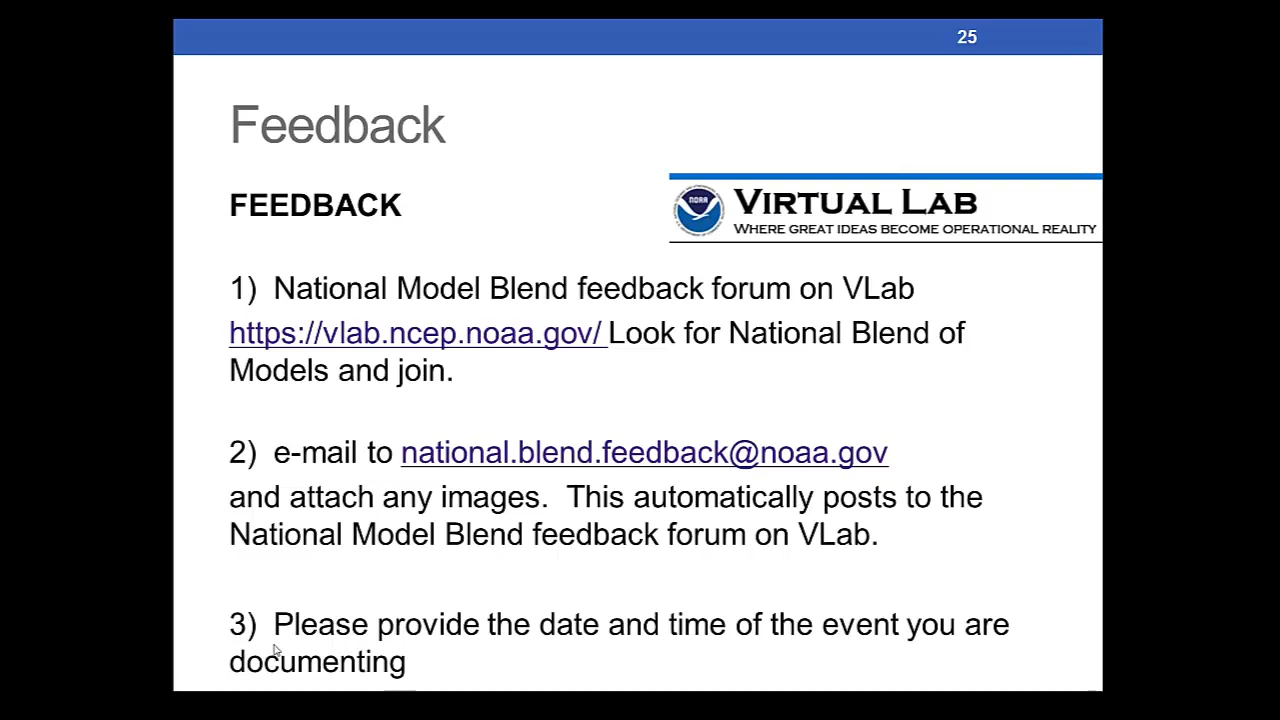 25
Feedback
FEEDBACK
NOAA
VIRTUAL LAB
WHERE GREAT IDEAS BECOME OPERATIONAL REALITY
1) National Model Blend feedback forum on VLab
https://vlab.ncep.noaa.gov/ Look for National Blend of
Models and join.
2) e-mail to national.blend.feedback@noaa.gov
and attach any images. This automatically posts to the
National Model Blend feedback forum on VLab.
3) Please provide the date and time of the event you are
documenting